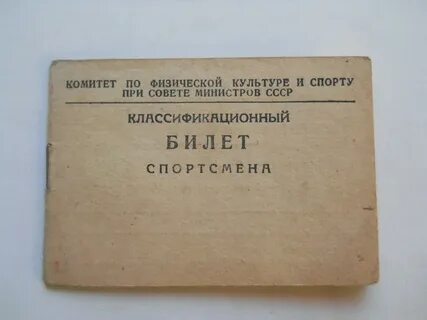 КОМИТЕТ ПО ФИЗИЧЕСКОЙ КУЛЬТУРЕ И СПОРТУ
ПРИ СОВЕТЕ МИНИСТРОВ СССР
КЛАССИФИКАЦИОННЫЙ
БИЛЕТ
СПОРТСМЕНА